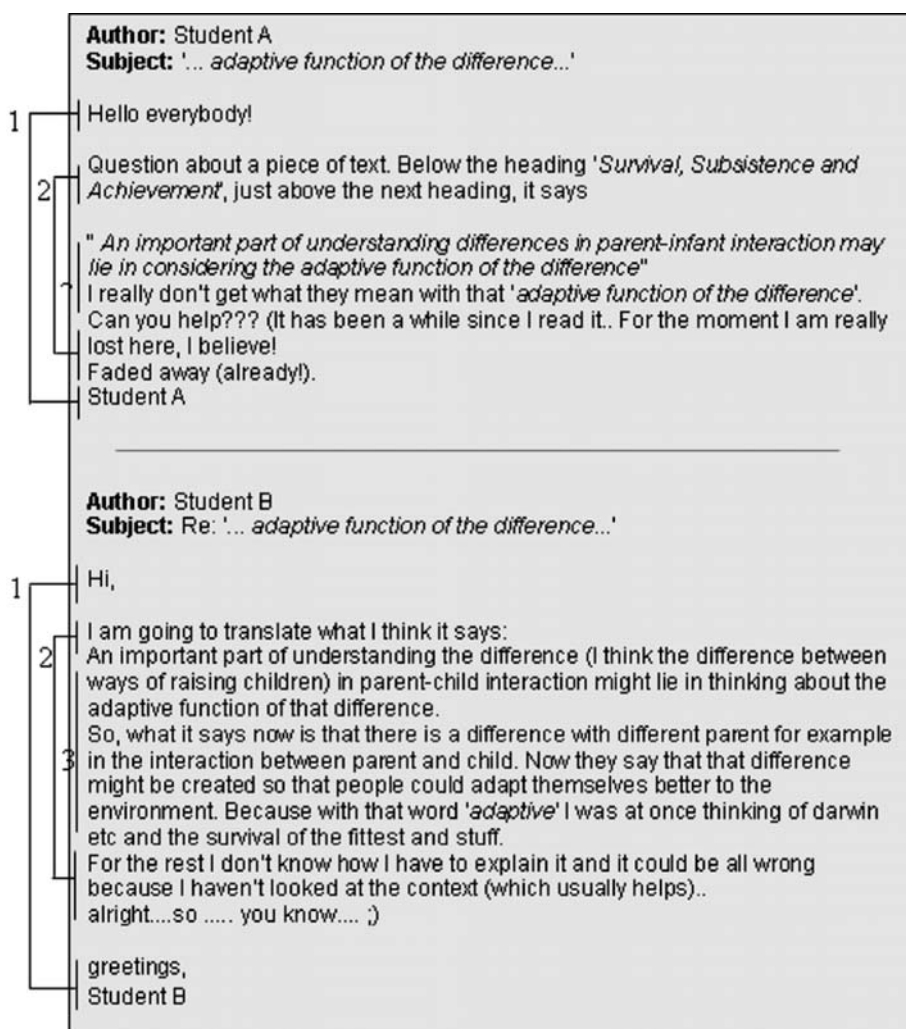 Author: Student A
Subject: '... adaptive function of the difference...'
1
Hello everybody!
2
Question about a piece of text. Below the heading 'Survival, Subsistence and
Achievement', just above the next heading, it says
" An important part of understanding differences in parent-infant interaction may
lie in considering the adaptive function of the difference"
I really don't get what they mean with that 'adaptive function of the difference'.
Can you help??? (It has been a while since I read it.. For the moment I am really
lost here, I believe!
Faded away (already!).
Student A
Author: Student B
Subject: Re: '... adaptive function of the difference...'
1
Hi,
2
I am going to translate what I think it says:
An important part of understanding the difference (I think the difference between
ways of raising children) in parent-child interaction might lie in thinking about the
adaptive function of that difference.
So, what it says now is that there is a difference with different parent for example
3
in the interaction between parent and child. Now they say that that difference
might be created so that people could adapt themselves better to the
environment. Because with that word 'adaptive' I was at once thinking of darwin
etc and the survival of the fittest and stuff.
For the rest I don't know how I have to explain it and it could be all wrong
because I haven't looked at the context (which usually helps)..
alright....so ..... you know.... ;)
greetings,
Student B